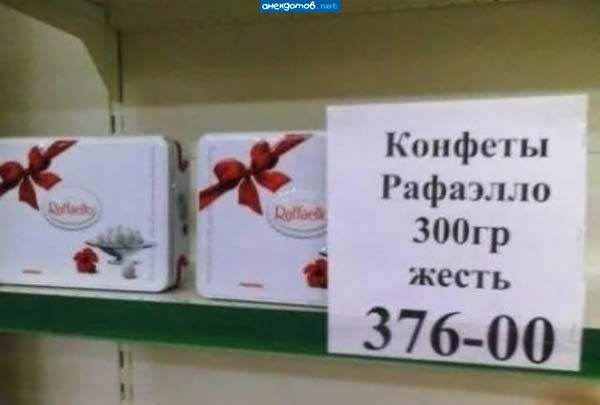 анекдотов.net
Конфеты
Рафаэлло
300гр
жесть
376-00
Raffaello
Raffaello